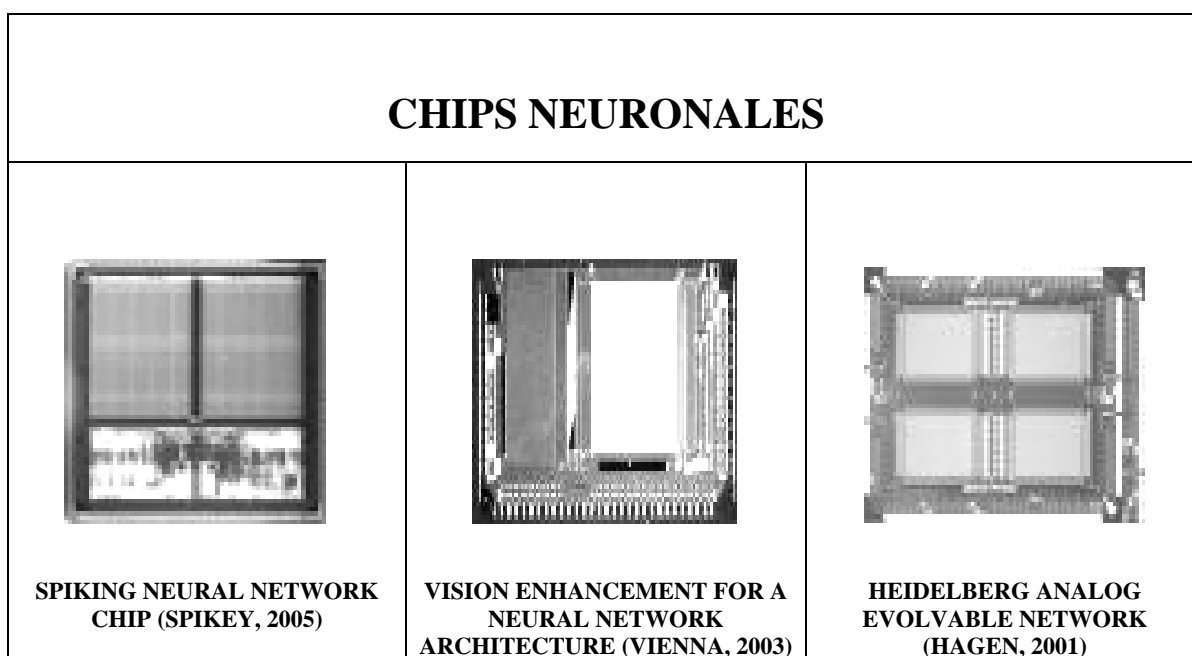 CHIPS NEURONALES
SPIKING NEURAL NETWORK
CHIP (SPIKEY, 2005)
VISION ENHANCEMENT FOR A
NEURAL NETWORK
ARCHITECTURE (VIENNA, 2003)
HEIDELBERG ANALOG
EVOLVABLE NETWORK
(HAGEN, 2001)